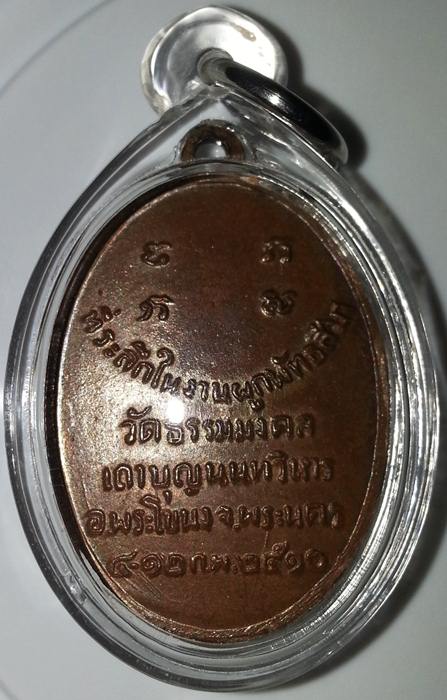 ที่ระลึกในงานผูกพัทธสีมา
วัดธรรมมงคล
เถาบุญนนทวิหาร
อ.พระโขนง จ.พระนคร
๔-๑๒ ก.พ. ๒๕๑๐